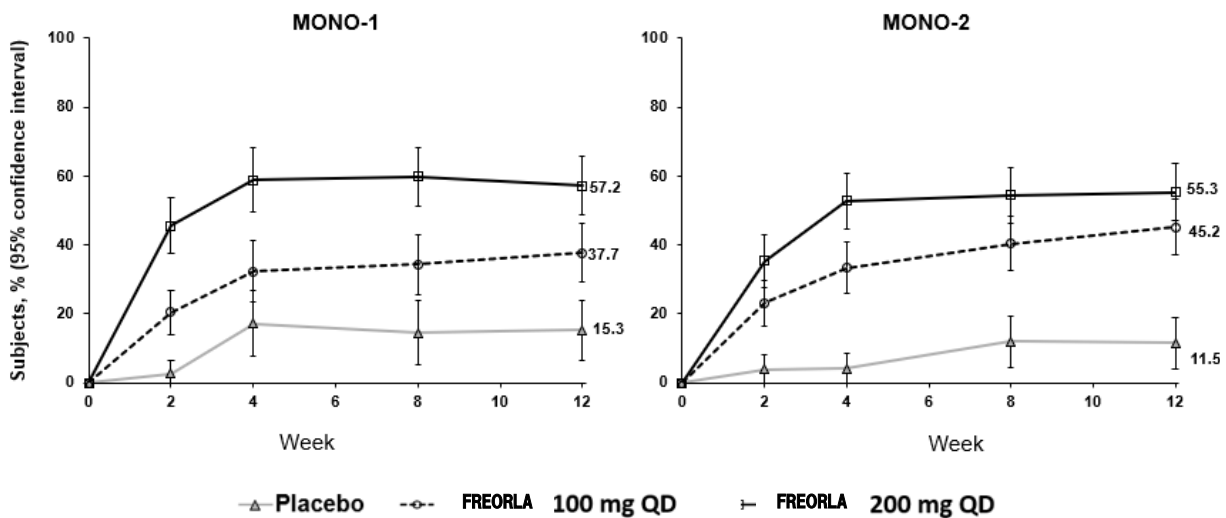 MONO-1
MONO-2
Subjects, % (95% confidence interval)
100
80
60
40
20
0
0 2 4 6 8 10 12
57.2
37.7
15.3
Week
100
80
60
40
20
0
0 2 4 6 8 10 12
55.3
45.2
11.5
Week
Placebo FREORLA 100 mg QD FREORLA 200 mg QD